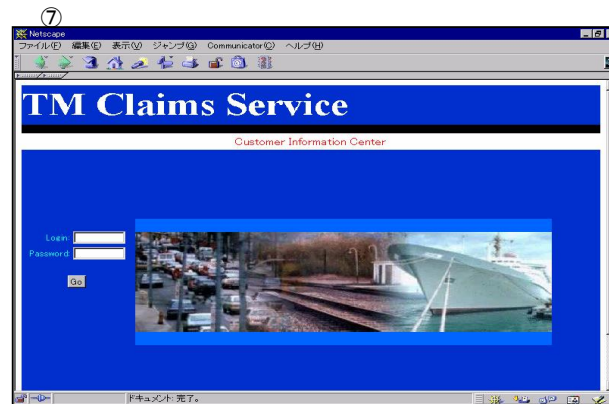 ⑦
Netscape
ファイル(F) 編集(E) 表示(V) ジャンプ(G) Communicator(C) ヘルプ(H)
TM Claims Service
Customer Information Center
Login:
Password:
Go
ドキュメント: 完了。